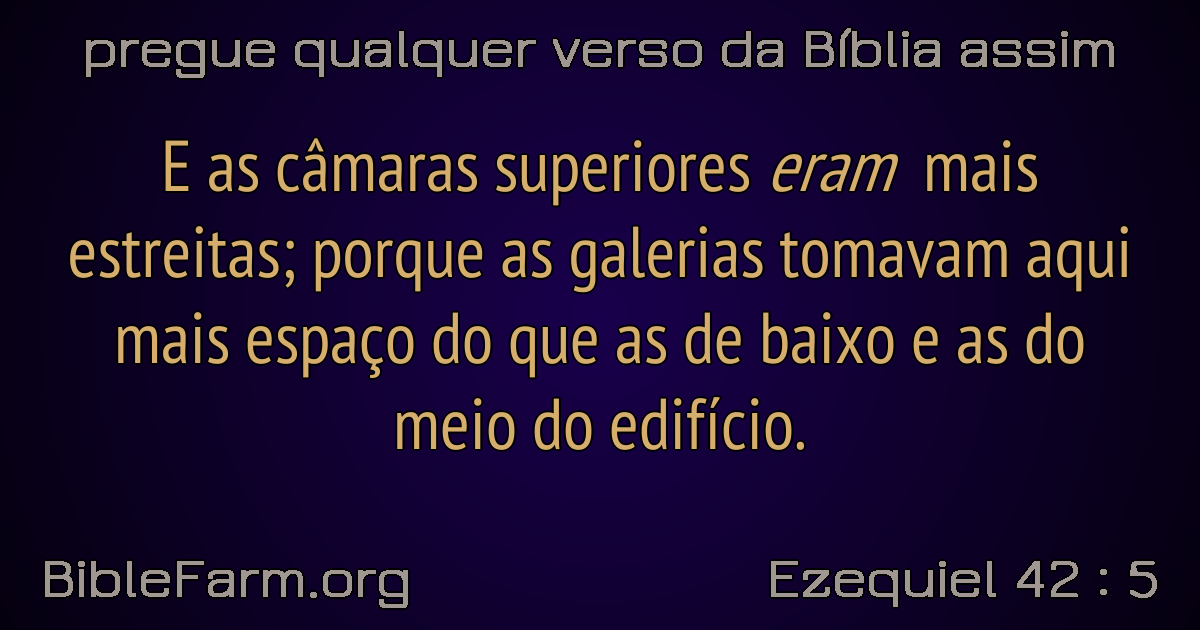 pregue qualquer verso da Bíblia assim
E as câmaras superiores eram mais
estreitas; porque as galerias tomavam aqui
mais espaço do que as de baixo e as do
meio do edifício.
BibleFarm.org
Ezequiel 42 : 5